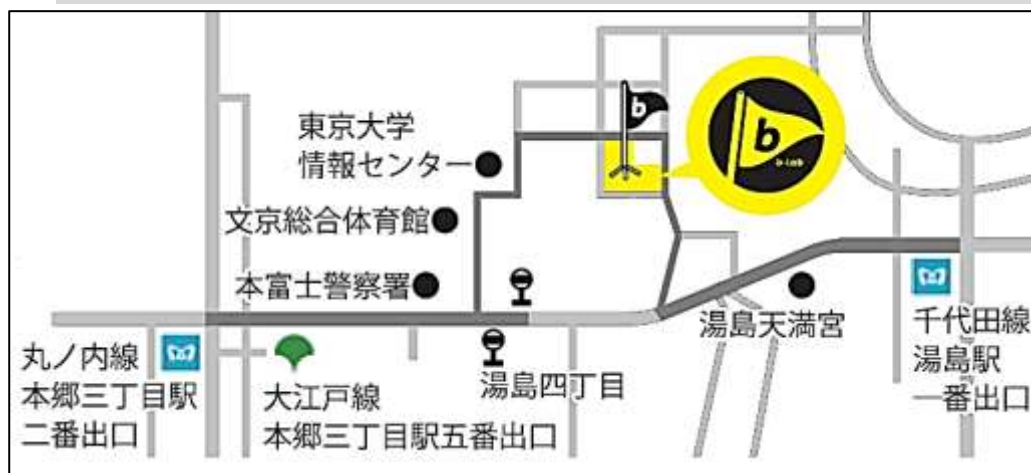 東京大学
情報センター
文京総合体育館
本富士警察署
b
b
b-lab
湯島天満宮
千代田線
湯島駅
一番出口
丸ノ内線
本郷三丁目駅
二番出口
大江戸線
本郷三丁目駅五番出口
湯島四丁目